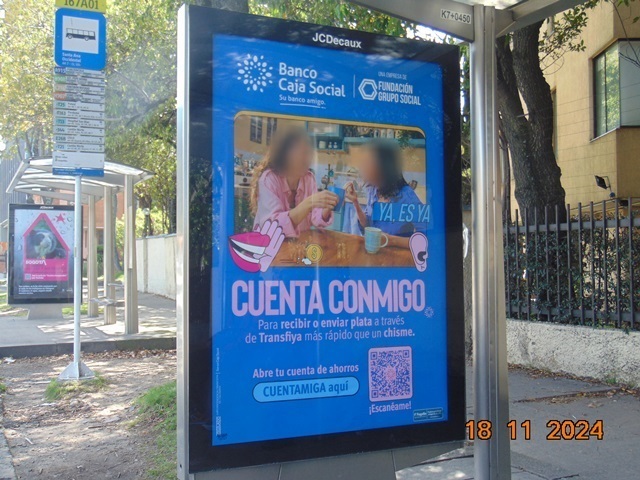 167A01
K7+0450
JCDecaux
Banco
Caja Social
Su banco amigo.
UNA EMPRESA DE
FUNDACIÓN
GRUPO SOCIAL
YA, ES YA
CUENTA CONMIGO
Para recibir o enviar plata a través
de Transfiya más rápido que un chisme.
Abre tu cuenta de ahorros
CUENTAMIGA aquí
¡Escanéame!
18 11 2024